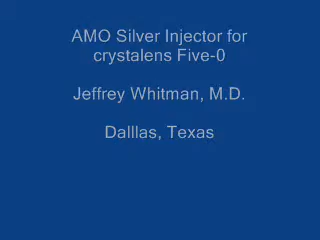 AMO Silver Injector for
crystalens Five-0
Jeffrey Whitman, M.D.
Dalllas, Texas